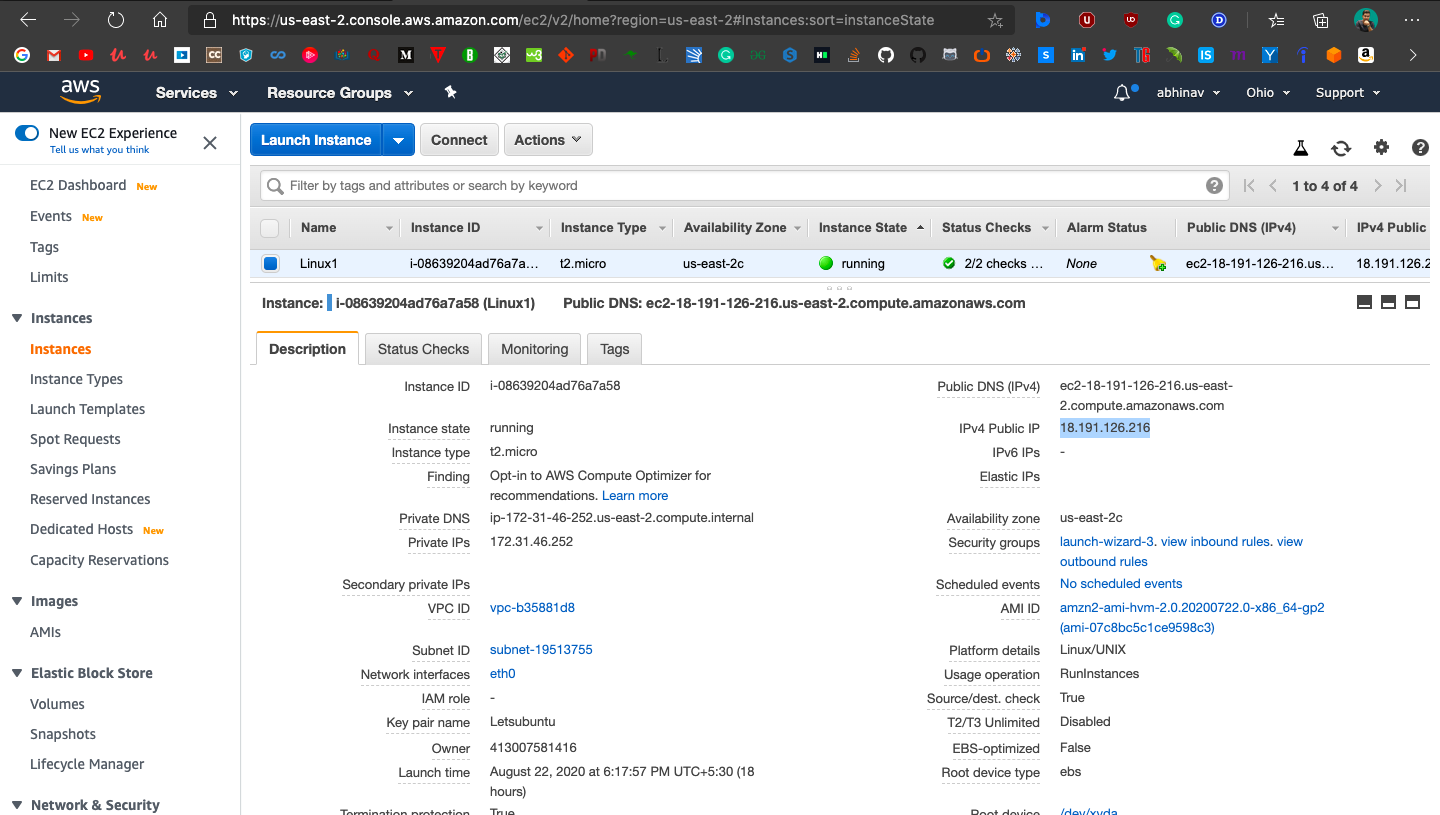 https://us-east-2.console.aws.amazon.com/ec2/v2/home?region=us-east-2#Instances:sort=instanceState
aws Services Resource Groups abhinav Ohio Support
New EC2 Experience
Tell us what you think
EC2 Dashboard New
Events New
Tags
Limits
Instances
Instances
Instance Types
Launch Templates
Spot Requests
Savings Plans
Reserved Instances
Dedicated Hosts New
Capacity Reservations
Images
AMIs
Elastic Block Store
Volumes
Snapshots
Lifecycle Manager
Network & Security
Launch Instance Connect Actions
Filter by tags and attributes or search by keyword
1 to 4 of 4
Name Instance ID Instance Type Availability Zone Instance State Status Checks Alarm Status Public DNS (IPv4) IPv4 Public
Linux1 i-08639204ad76a7a... t2.micro us-east-2c running 2/2 checks ... None ec2-18-191-126-216.us... 18.191.126.2
Instance: i-08639204ad76a7a58 (Linux1) Public DNS: ec2-18-191-126-216.us-east-2.compute.amazonaws.com
Description Status Checks Monitoring Tags
Instance ID i-08639204ad76a7a58
Instance state running
Instance type t2.micro
Finding Opt-in to AWS Compute Optimizer for
recommendations. Learn more
Private DNS ip-172-31-46-252.us-east-2.compute.internal
Private IPs 172.31.46.252
Secondary private IPs
VPC ID vpc-b35881d8
Subnet ID subnet-19513755
Network interfaces eth0
IAM role -
Key pair name Letsubuntu
Owner 413007581416
Launch time August 22, 2020 at 6:17:57 PM UTC+5:30 (18
hours)
Termination protection True
Public DNS (IPv4) ec2-18-191-126-216.us-east-
2.compute.amazonaws.com
IPv4 Public IP 18.191.126.216
IPv6 IPs -
Elastic IPs
Availability zone us-east-2c
Security groups launch-wizard-3. view inbound rules. view
outbound rules
Scheduled events No scheduled events
AMI ID amzn2-ami-hvm-2.0.20200722.0-x86_64-gp2
(ami-07c8bc5c1ce9598c3)
Platform details Linux/UNIX
Usage operation RunInstances
Source/dest. check True
T2/T3 Unlimited Disabled
EBS-optimized False
Root device type ebs
Root device /dev/xvda